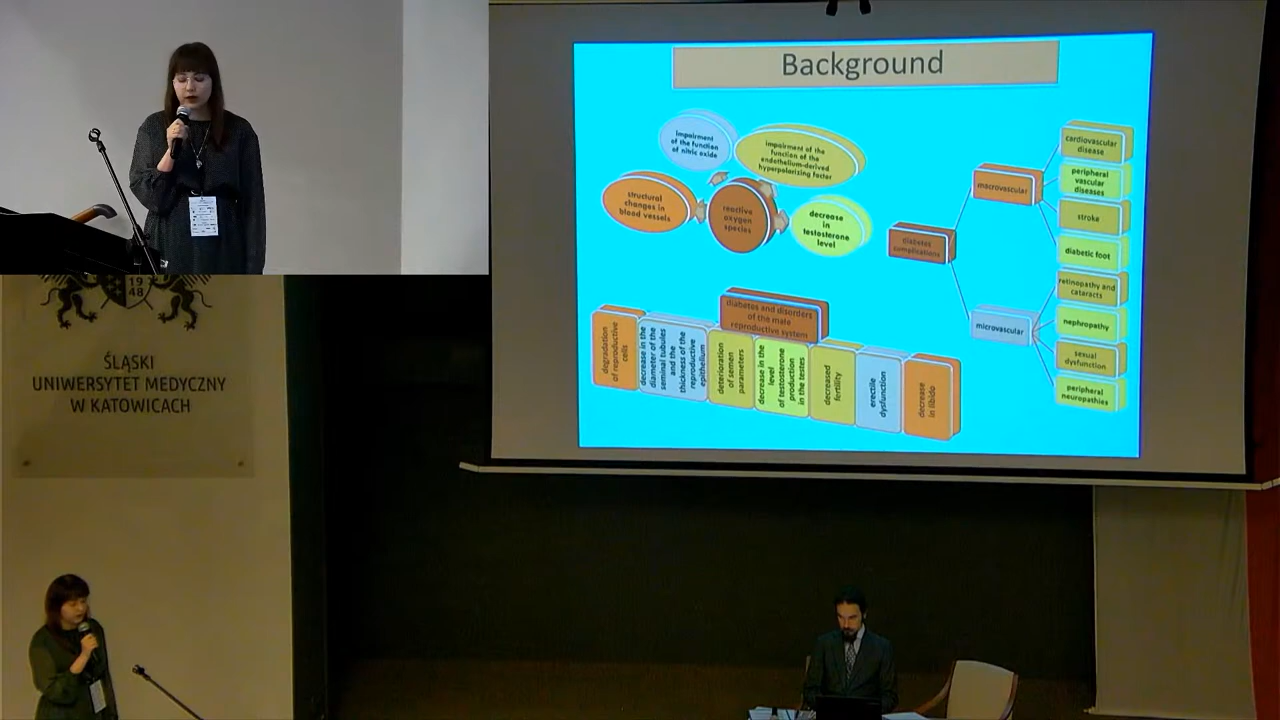 Background
impairment
of the function
of nitric oxide
impairment of the
function of the
endothelium-derived
hyperpolarizing factor
structural
changes in
blood vessels
reactive
oxygen
species
decrease
in
testosterone
level
diabetes
complications
macrovascular
microvascular
cardiovascular
disease
peripheral
vascular
diseases
stroke
diabetic foot
retinopathy and
cataracts
nephropathy
sexual
dysfunction
peripheral
neuropathies
diabetes and disorders
of the male
reproductive system
degradation
of reproductive
cells
decrease in the
diameter of the
seminal tubules
and the
thickness of the
reproductive
epithelium
deterioration
of semen
parameters
decrease in the
level
of testosterone
production
in the testes
decreased
fertility
erectile
dysfunction
decrease
in libido
19
48
ŚLĄSKI
UNIWERSYTET MEDYCZNY
W KATOWICACH